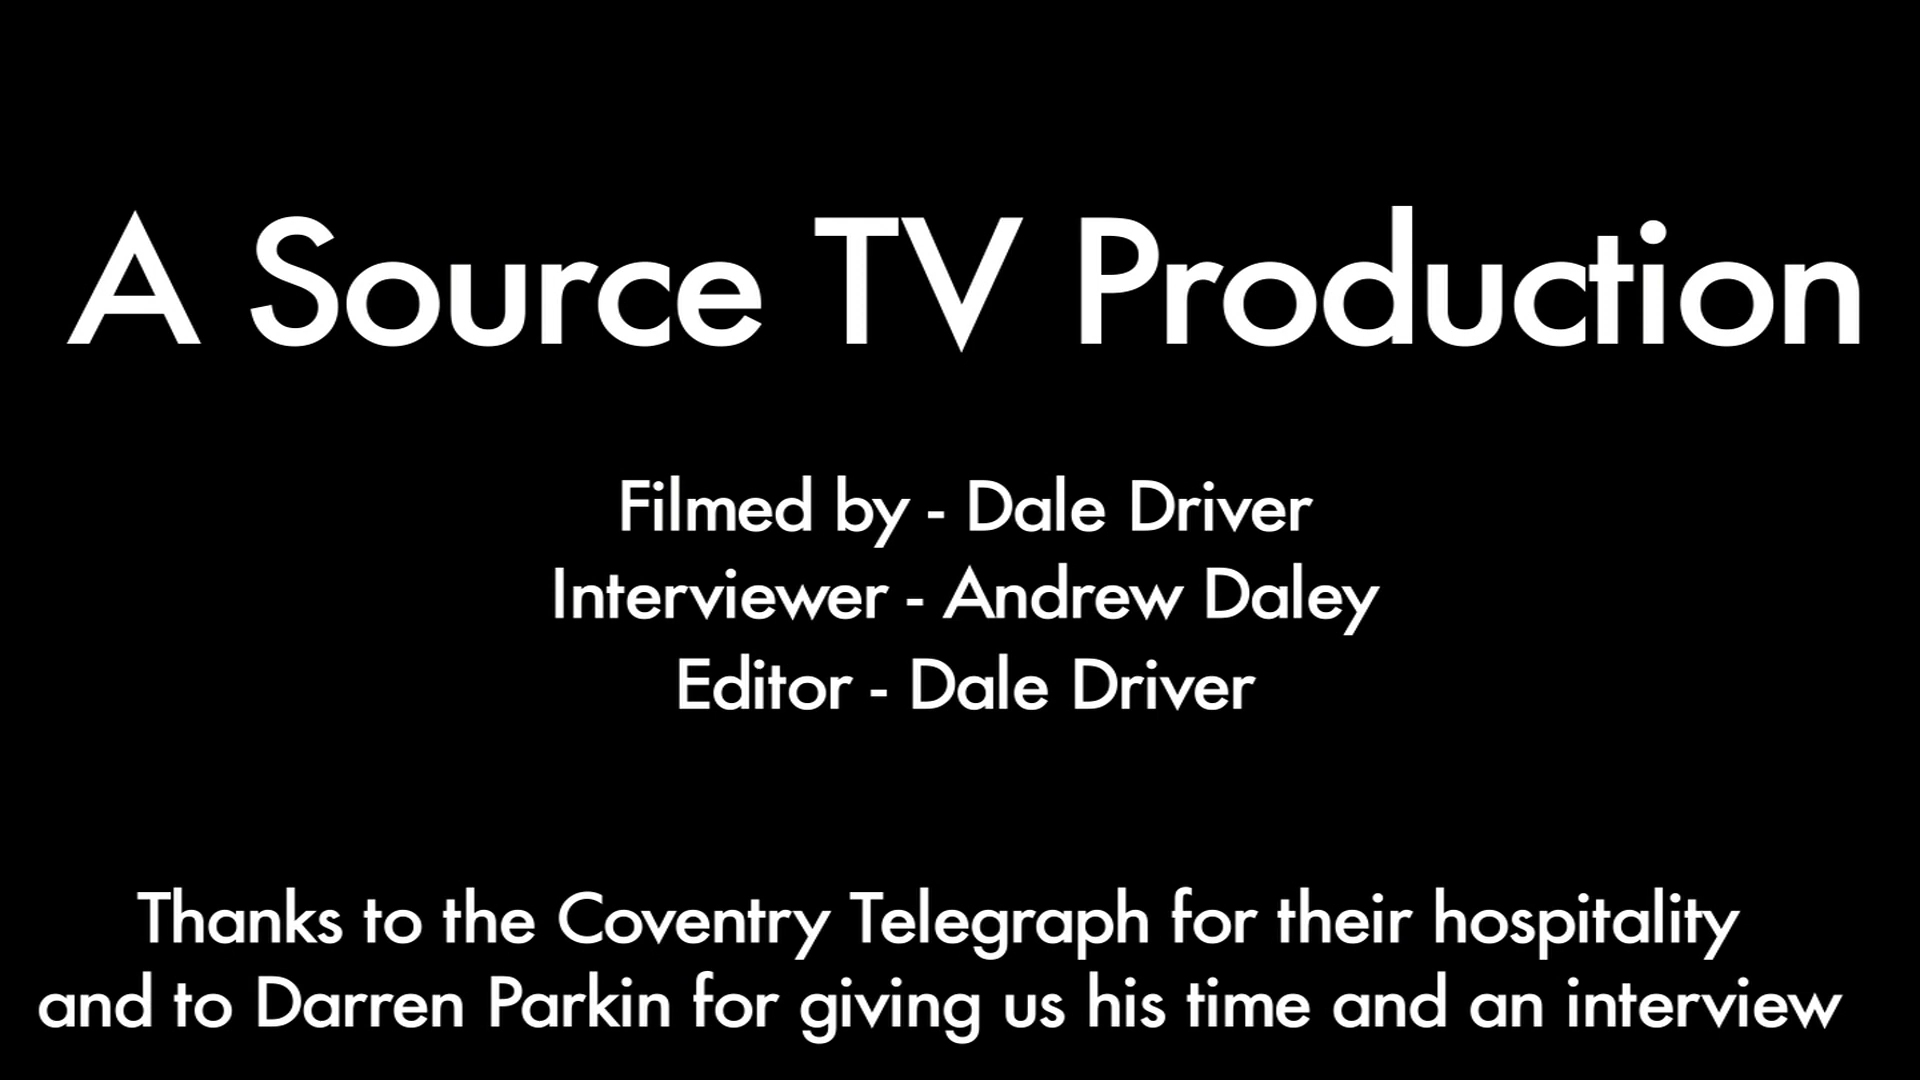 A Source TV Production
Filmed by - Dale Driver
Interviewer - Andrew Daley
Editor - Dale Driver
Thanks to the Coventry Telegraph for their hospitality
and to Darren Parkin for giving us his time and an interview